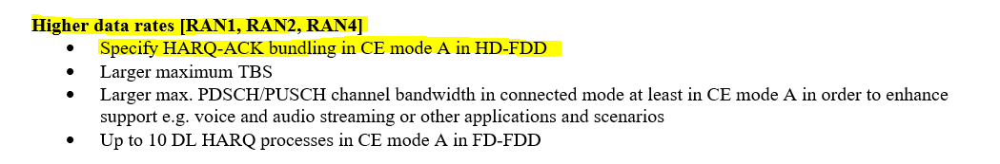 Higher data rates [RAN1, RAN2, RAN4]
• Specify HARQ-ACK bundling in CE mode A in HD-FDD
• Larger maximum TBS
• Larger max. PDSCH/PUSCH channel bandwidth in connected mode at least in CE mode A in order to enhance
support e.g. voice and audio streaming or other applications and scenarios
• Up to 10 DL HARQ processes in CE mode A in FD-FDD